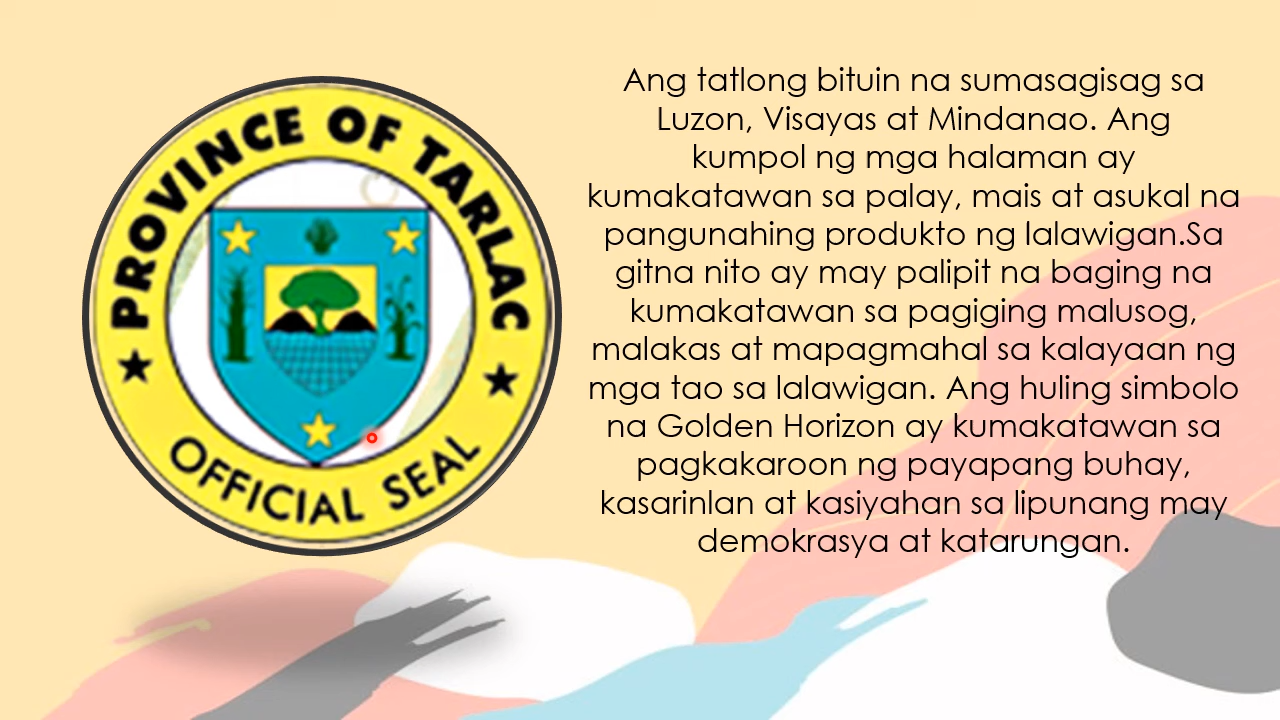 PROVINCE OF TARLAC
OFFICIAL SEAL
Ang tatlong bituin na sumasagisag sa
Luzon, Visayas at Mindanao. Ang
kumpol ng mga halaman ay
kumakatawan sa palay, mais at asukal na
pangunahing produkto ng lalawigan.Sa
gitna nito ay may palipit na baging na
kumakatawan sa pagiging malusog,
malakas at mapagmahal sa kalayaan ng
mga tao sa lalawigan. Ang huling simbolo
na Golden Horizon ay kumakatawan sa
pagkakaroon ng payapang buhay,
kasarinlan at kasiyahan sa lipunang may
demokrasya at katarungan.